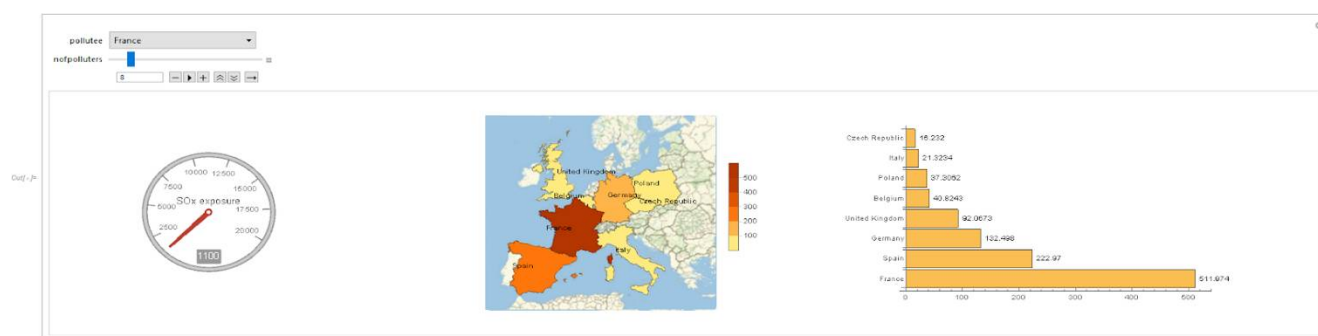 pollutee France
nofpolluters
8
Out[-]=
10000 12500
7500 15000
SOx exposure
5000 17500
2500 20000
1100
United Kingdom
Poland
Belgium Germany
Czech Republic
France
Italy
Spain
500
400
300
200
100
Czech Republic 16.232
Italy 21.3234
Poland 37.3052
Belgium 40.8243
United Kingdom 92.0673
Germany 132.498
Spain 222.97
France 511.874
0 100 200 300 400 500